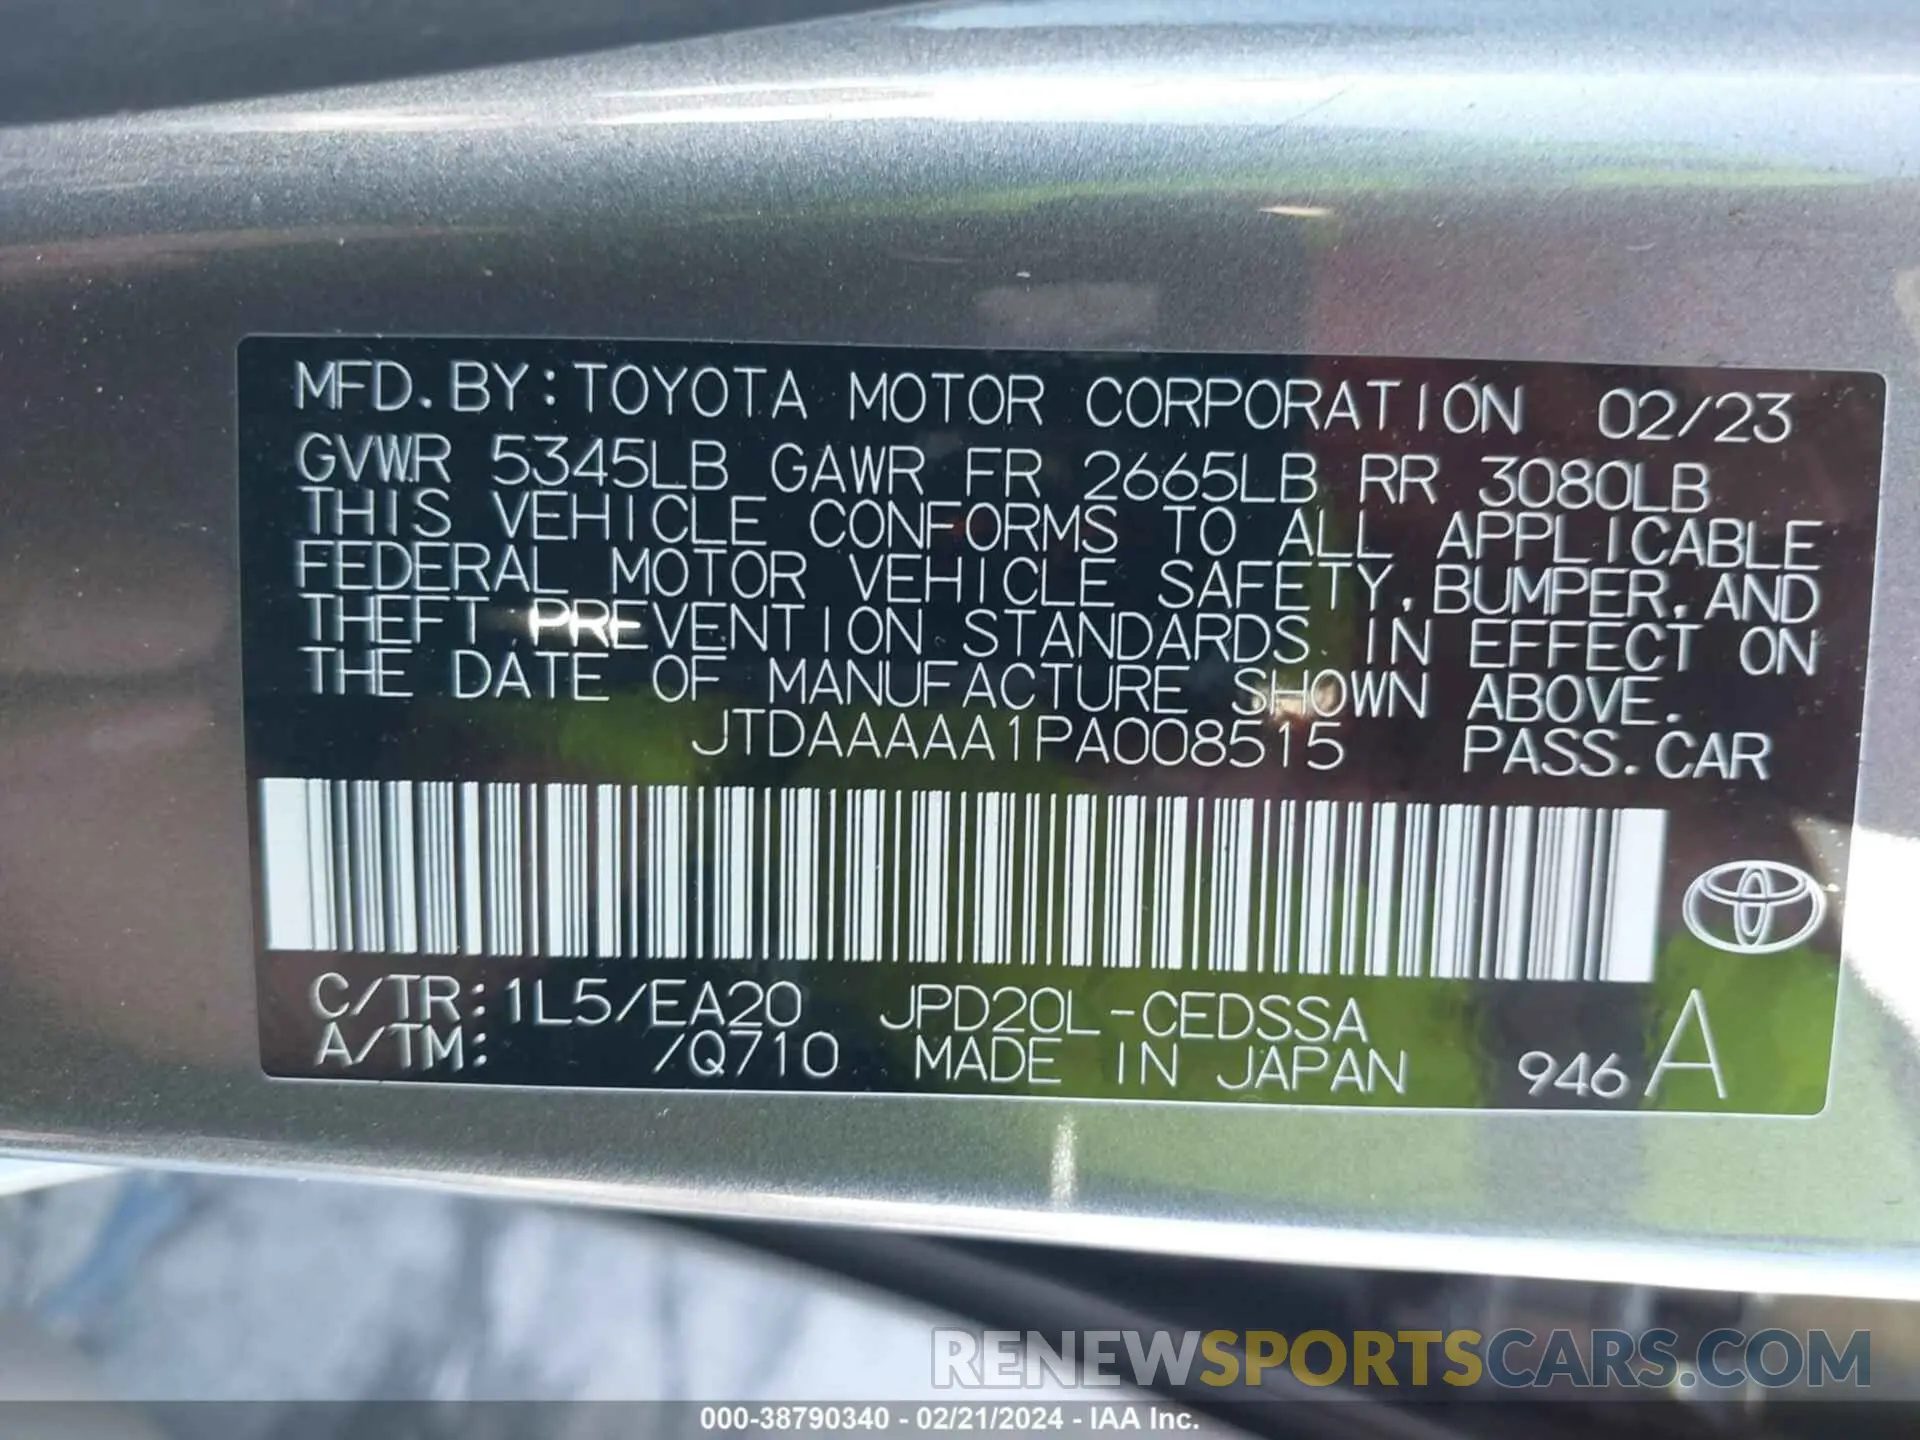 MFD. BY: TOYOTA MOTOR CORPORATION 02/23
GVWR 5345LB GAWR FR 2665LB RR 3080LB
THIS VEHICLE CONFORMS TO ALL APPLICABLE
FEDERAL MOTOR VEHICLE SAFETY, BUMPER, AND
THEFT PREVENTION STANDARDS IN EFFECT ON
THE DATE OF MANUFACTURE SHOWN ABOVE.
JTDAAAAA1PA008515 PASS. CAR
C/TR: 1L5/EA20 JPD20L-CEDSSA
A/TM: /Q710 MADE IN JAPAN 946 A
RENEWSPORTSCARS.COM
000-38790340 - 02/21/2024 - IAA Inc.